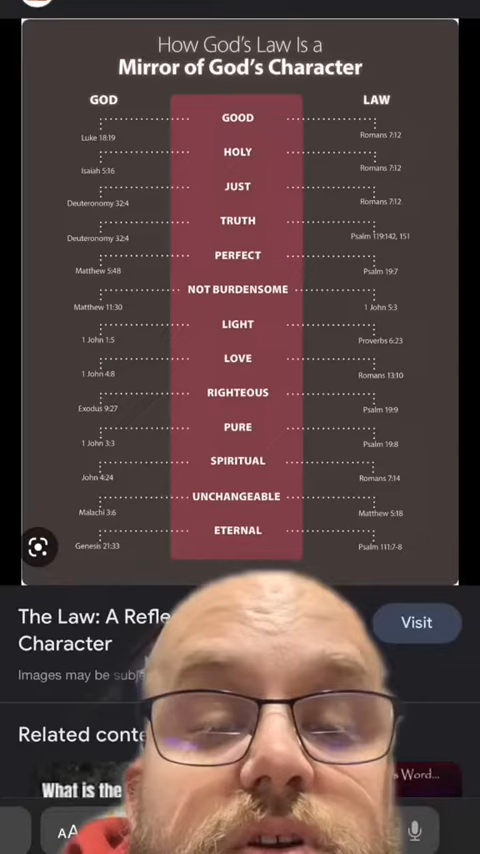 How God's Law Is a
Mirror of God's Character
GOD
LAW
GOOD
Luke 18:19
Romans 7:12
HOLY
Isaiah 5:16
Romans 7:12
JUST
Deuteronomy 32:4
Romans 7:12
TRUTH
Deuteronomy 32:4
Psalm 119:142, 151
PERFECT
Matthew 5:48
Psalm 19:7
NOT BURDENSOME
Matthew 11:30
1 John 5:3
LIGHT
1 John 1:5
Proverbs 6:23
LOVE
1 John 4:8
Romans 13:10
RIGHTEOUS
Exodus 9:27
Psalm 19:9
PURE
1 John 3:3
Psalm 19:8
SPIRITUAL
John 4:24
Romans 7:14
UNCHANGEABLE
Malachi 3:6
Matthew 5:18
ETERNAL
Genesis 21:33
Psalm 111:7-8
The Law: A Refle
Character
Visit
Images may be subje
Related conte
What is the
s Word...
AA